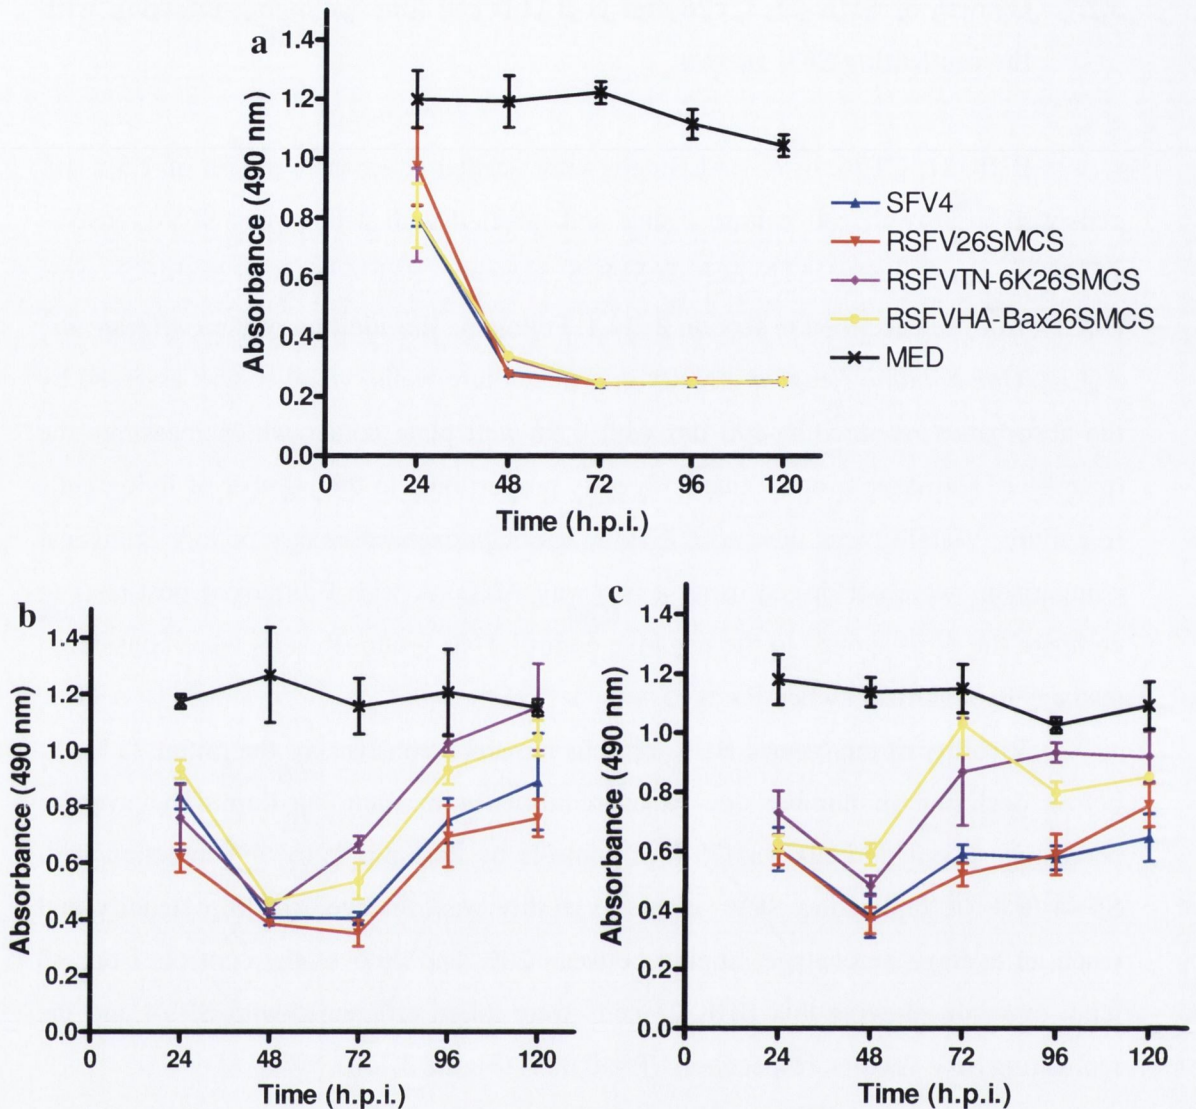 a
1.4
1.2
1.0
0.8
0.6
0.4
0.2
0.0
Absorbance (490 nm)
0 24 48 72 96 120
Time (h.p.i.)
SFV4
RSFV26SMCS
RSFVTN-6K26SMCS
RSFVHA-Bax26SMCS
MED
b
1.4
1.2
1.0
0.8
0.6
0.4
0.2
0.0
Absorbance (490 nm)
0 24 48 72 96 120
Time (h.p.i.)
c
1.4
1.2
1.0
0.8
0.6
0.4
0.2
0.0
Absorbance (490 nm)
0 24 48 72 96 120
Time (h.p.i.)